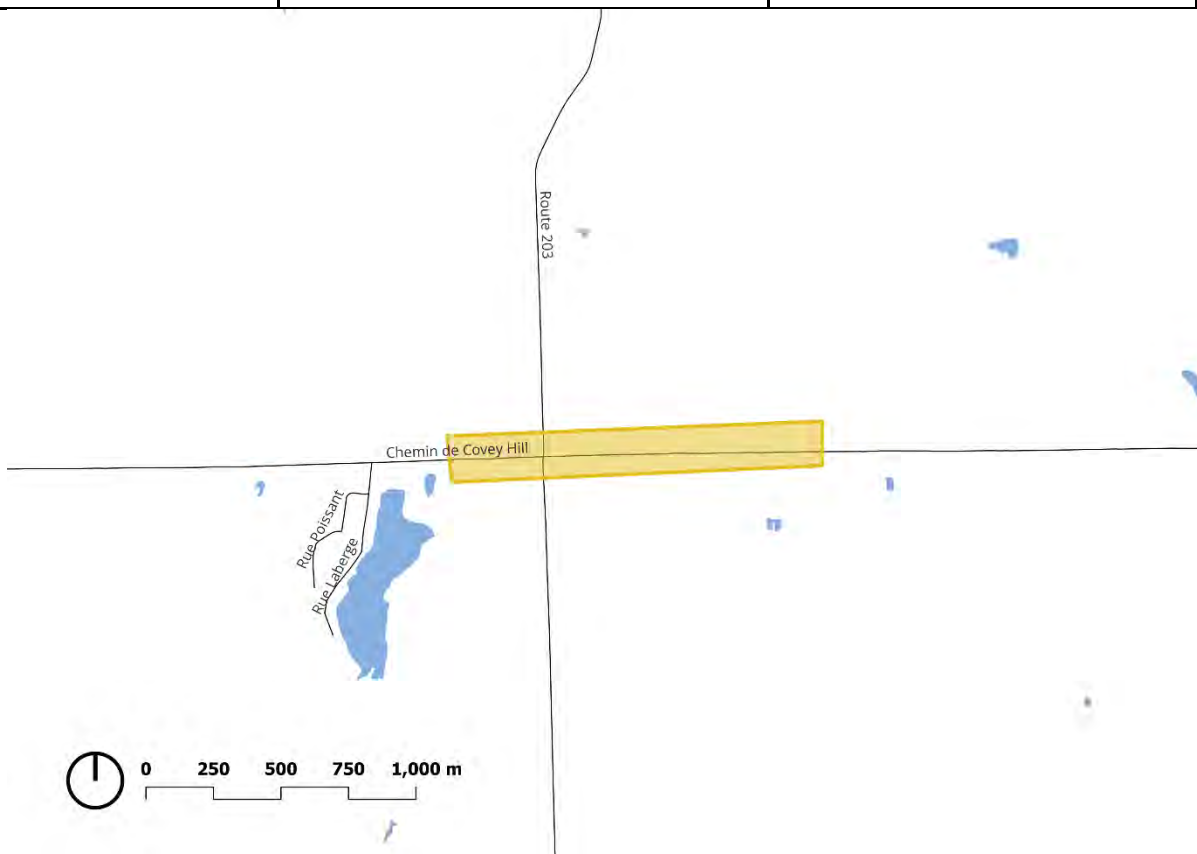 Route 203
Chemin de Covey Hill
Rue Poissant
Rue Laberge
0 250 500 750 1,000 m